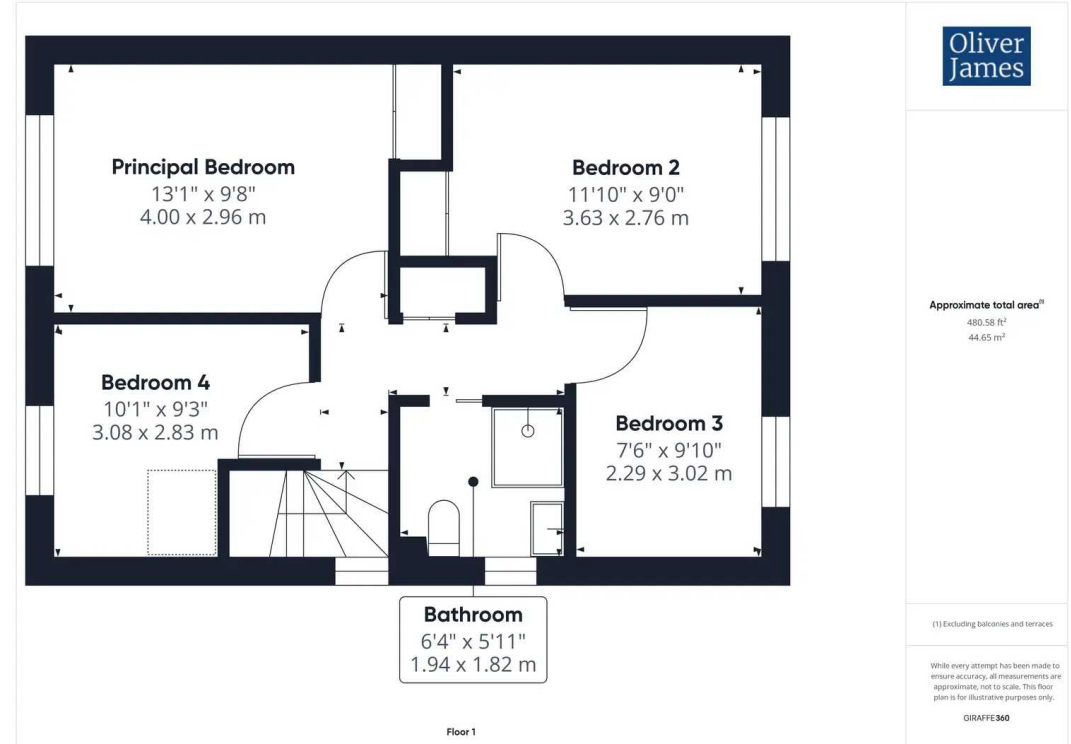 Principal Bedroom
13'1" x 9'8"
4.00 x 2.96 m
Bedroom 2
11'10" x 9'0"
3.63 x 2.76 m
Bedroom 4
10'1" x 9'3"
3.08 x 2.83 m
Bedroom 3
7'6" x 9'10"
2.29 x 3.02 m
Bathroom
6'4" x 5'11"
1.94 x 1.82 m
Floor 1
Oliver
James
Approximate total area⁽¹⁾
480.58 ft²
44.65 m²
(1) Excluding balconies and terraces
While every attempt has been made to
ensure accuracy, all measurements are
approximate, not to scale. This floor
plan is for illustrative purposes only.
GIRAFFE360